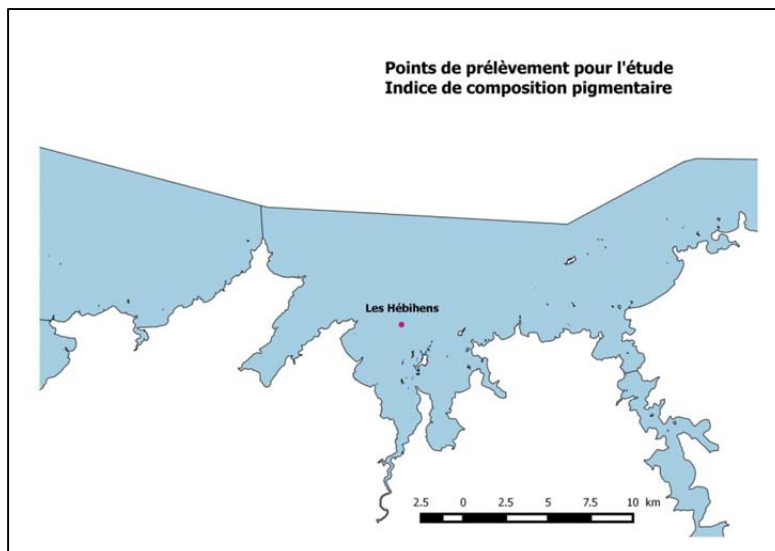 Points de prélèvement pour l'étude
Indice de composition pigmentaire
Les Hébihens
2.5 0 2.5 5 7.5 10 km